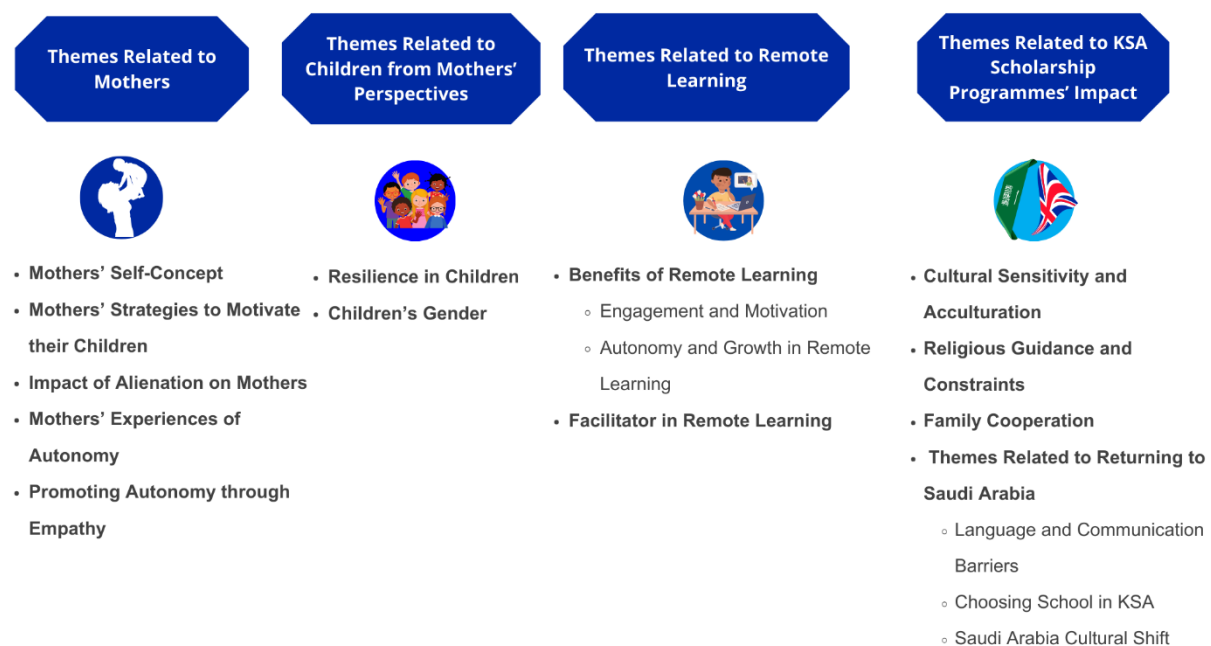 Themes Related to
Mothers
Themes Related to
Children from Mothers’
Perspectives
Themes Related to Remote
Learning
Themes Related to KSA
Scholarship
Programmes’ Impact
• Mothers’ Self-Concept
• Mothers’ Strategies to Motivate
their Children
• Impact of Alienation on Mothers
• Mothers’ Experiences of
Autonomy
• Promoting Autonomy through
Empathy
• Resilience in Children
• Children’s Gender
• Benefits of Remote Learning
◦ Engagement and Motivation
◦ Autonomy and Growth in Remote
Learning
• Facilitator in Remote Learning
• Cultural Sensitivity and
Acculturation
• Religious Guidance and
Constraints
• Family Cooperation
• Themes Related to Returning to
Saudi Arabia
◦ Language and Communication
Barriers
◦ Choosing School in KSA
◦ Saudi Arabia Cultural Shift